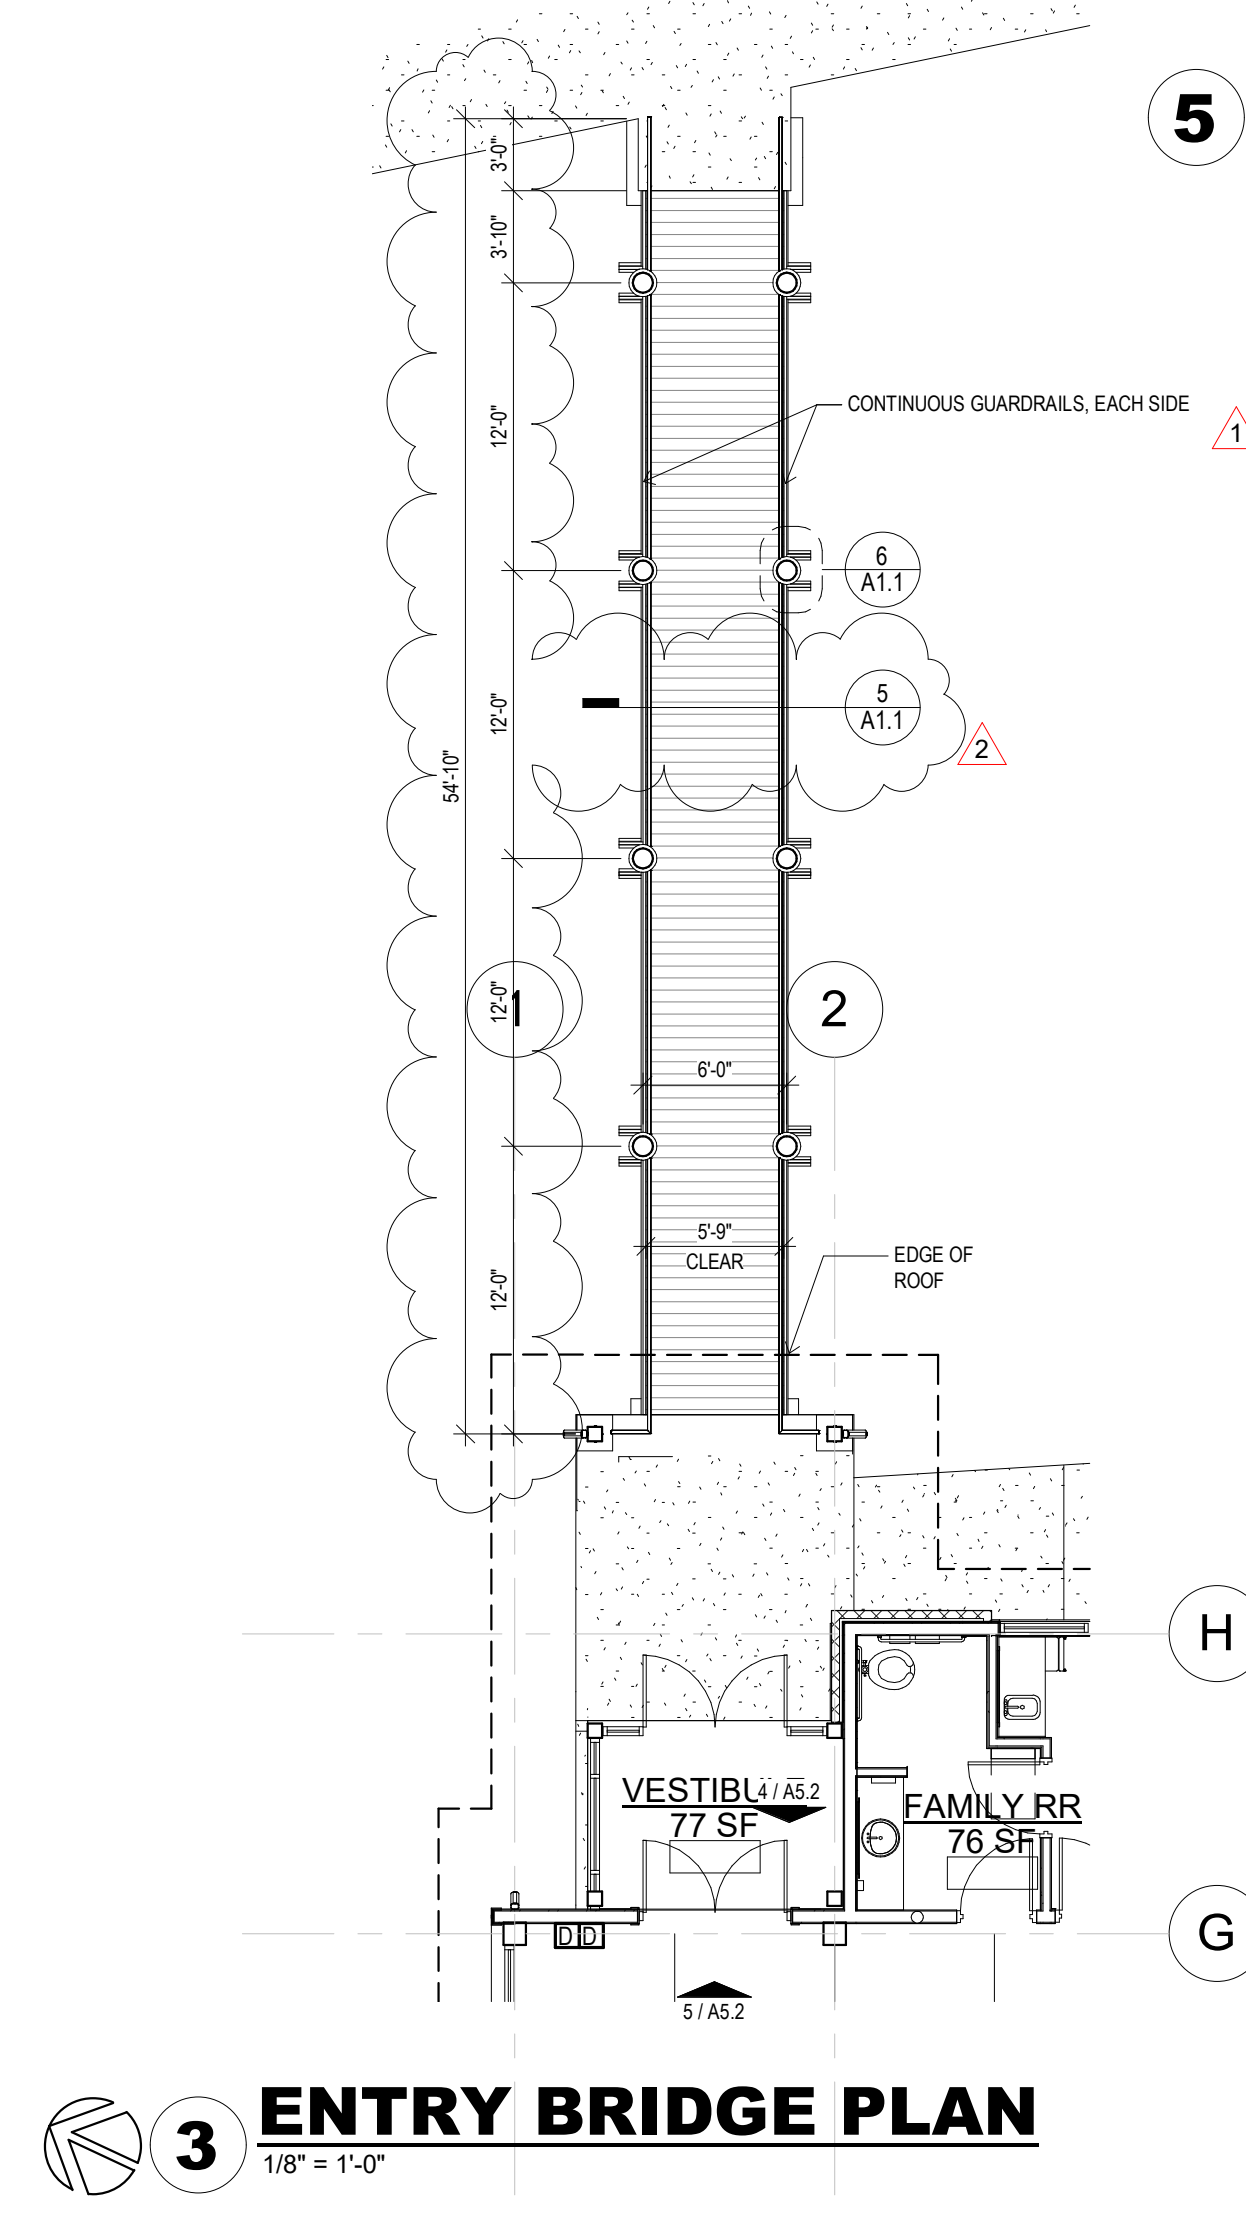 5
3'-0"
3'-10"
12'-0"
CONTINUOUS GUARDRAILS, EACH SIDE
1
6
A1.1
5
A1.1
12'-0"
2
54'-10"
12'-0"
1
2
6'-0"
5'-9"
CLEAR
EDGE OF
ROOF
12'-0"
H
4 / A5.2
77 SF
FAMILY RR
76 SF
D D
G
5 / A5.2
3
ENTRY BRIDGE PLAN
1/8" = 1'-0"